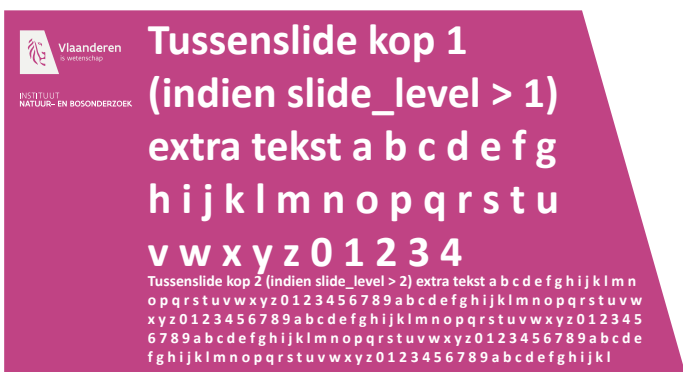 Vlaanderen
is wetenschap
INSTITUUT
NATUUR- EN BOSONDERZOEK
Tussenslide kop 1
(indien slide_level > 1)
extra tekst a b c d e f g
h i j k l m n o p q r s t u
v w x y z 0 1 2 3 4
Tussenslide kop 2 (indien slide_level > 2) extra tekst a b c d e f g h i j k l m n
o p q r s t u v w x y z 0 1 2 3 4 5 6 7 8 9 a b c d e f g h i j k l m n o p q r s t u v w
x y z 0 1 2 3 4 5 6 7 8 9 a b c d e f g h i j k l m n o p q r s t u v w x y z 0 1 2 3 4 5
6 7 8 9 a b c d e f g h i j k l m n o p q r s t u v w x y z 0 1 2 3 4 5 6 7 8 9 a b c d e
f g h i j k l m n o p q r s t u v w x y z 0 1 2 3 4 5 6 7 8 9 a b c d e f g h i j k l